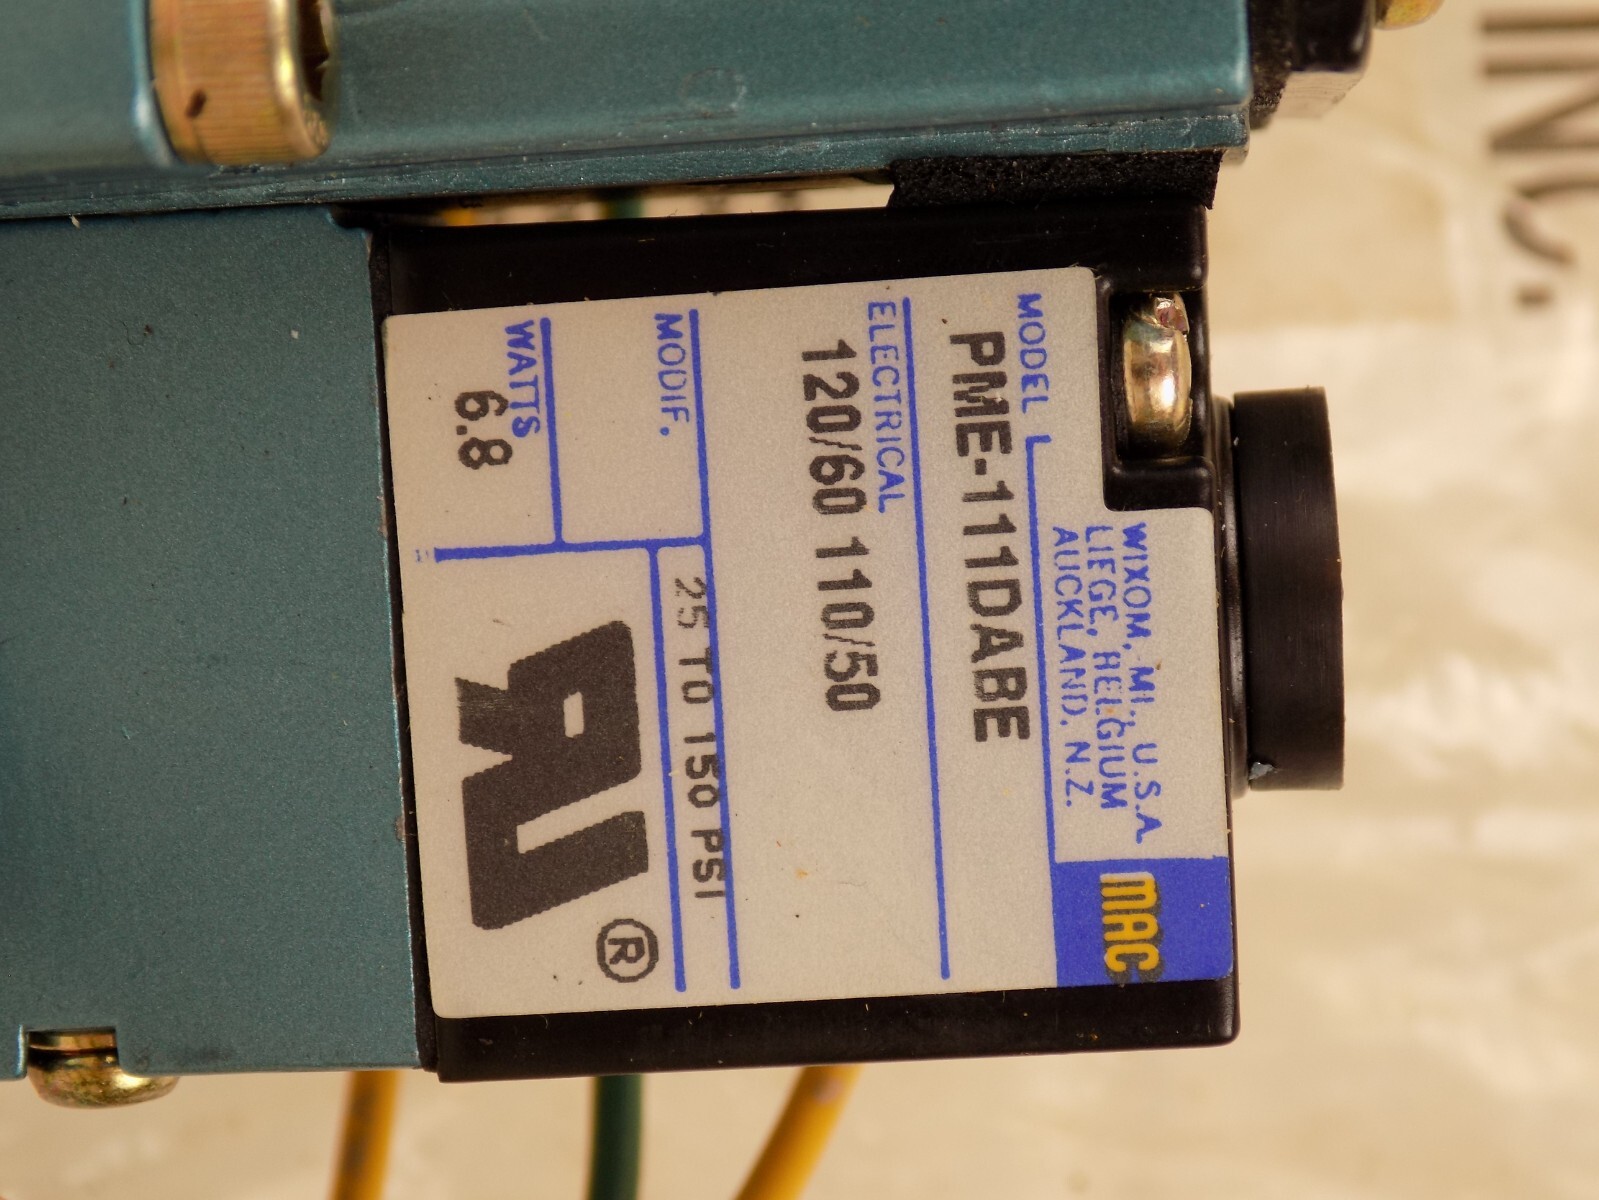 WIXOM, MI., U.S.A.
LIEGE, BELGIUM
AUCKLAND, N.Z.
MAC
MODEL
PME-111DABE
ELECTRICAL
120/60 110/50
MODIF.
25 TO 150 PSI
WATTS
6.8
®